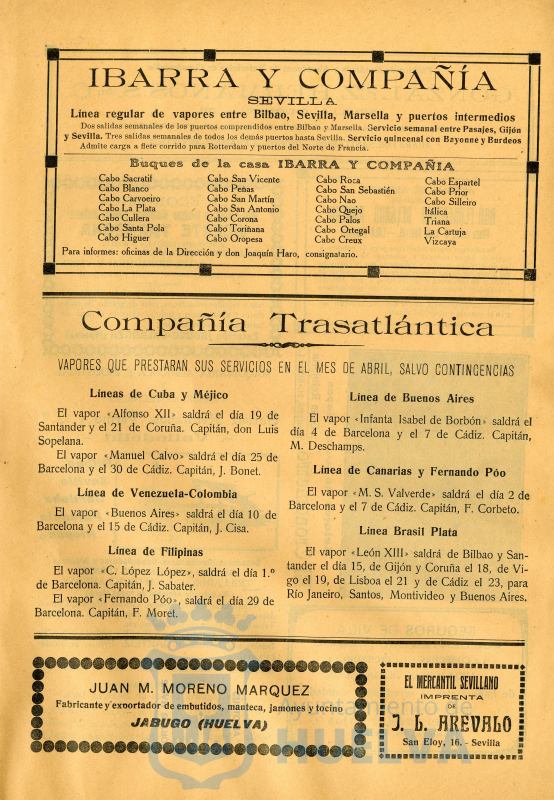 IBARRA Y COMPAÑÍA
SEVILLA
Línea regular de vapores entre Bilbao, Sevilla, Marsella y puertos intermedios
Dos salidas semanales de los puertos comprendidos entre Bilbao y Marsella. Servicio semanal entre Pasajes, Gijón
y Sevilla. Tres salidas semanales de todos los demás puertos hasta Sevilla. Servicio quincenal con Bayonne y Burdeos
Admite carga a flete corrido para Rotterdam y puertos del Norte de Francia.
Buques de la casa IBARRA Y COMPAÑIA
Cabo Sacratif
Cabo Blanco
Cabo Carvoeiro
Cabo La Plata
Cabo Cullera
Cabo Santa Pola
Cabo Higuer
Cabo San Vicente
Cabo Peñas
Cabo San Martín
Cabo San Antonio
Cabo Corona
Cabo Toriñana
Cabo Oropesa
Cabo Roca
Cabo San Sebastién
Cabo Nao
Cabo Quejo
Cabo Palos
Cabo Ortegal
Cabo Creux
Cabo Espartel
Cabo Prior
Cabo Silleiro
Itálica
Triana
La Cartuja
Vizcaya
Para informes: oficinas de la Dirección y don Joaquín Haro, consignatario.
Compañía Trasatlántica
VAPORES QUE PRESTARAN SUS SERVICIOS EN EL MES DE ABRIL, SALVO CONTINGENCIAS
Líneas de Cuba y Méjico
El vapor «Alfonso XII» saldrá el día 19 de
Santander y el 21 de Coruña. Capitán, don Luis
Sopelana.
El vapor «Manuel Calvo» saldrá el día 25 de
Barcelona y el 30 de Cádiz. Capitán, J. Bonet.
Línea de Venezuela-Colombia
El vapor «Buenos Aires» saldrá el día 10 de
Barcelona y el 15 de Cádiz. Capitán, J. Cisa.
Línea de Filipinas
El vapor «C. López López», saldrá el día 1.º
de Barcelona. Capitán, J. Sabater.
El vapor «Fernando Póo», saldrá el día 29 de
Barcelona. Capitán, F. Moret.
Línea de Buenos Aires
El vapor «Infanta Isabel de Borbón» saldrá el
día 4 de Barcelona y el 7 de Cádiz. Capitán,
M. Deschamps.
Línea de Canarias y Fernando Póo
El vapor «M. S. Valverde» saldrá el día 2 de
Barcelona y el 7 de Cádiz. Capitán, F. Corbeto.
Línea Brasil Plata
El vapor «León XIII» saldrá de Bilbao y San-
tander el día 15, de Gijón y Coruña el 18, de Vi-
go el 19, de Lisboa el 21 y de Cádiz el 23, para
Río Janeiro, Santos, Montivideo y Buenos Aires.
JUAN M. MORENO MARQUEZ
Fabricante y exportador de embutidos, manteca, jamones y tocino
JABUGO (HUELVA)
EL MERCANTIL SEVILLANO
IMPRENTA
DE
J. L. AREVALO
San Eloy, 16. - Sevilla
Ayuntamiento de
HUELVA